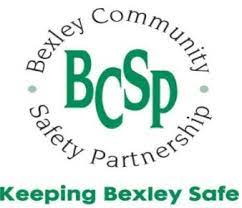 Bexley Community
BCSP
Safety Partnership
Keeping Bexley Safe